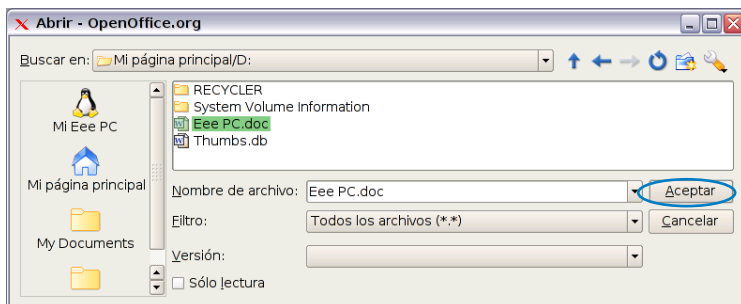 Abrir - OpenOffice.org
Buscar en: Mi página principal/D:
RECYCLER
System Volume Information
Eee PC.doc
Thumbs.db
Mi Eee PC
Mi página principal
My Documents
Nombre de archivo: Eee PC.doc Aceptar
Filtro: Todos los archivos (*.*) Cancelar
Versión:
Sólo lectura